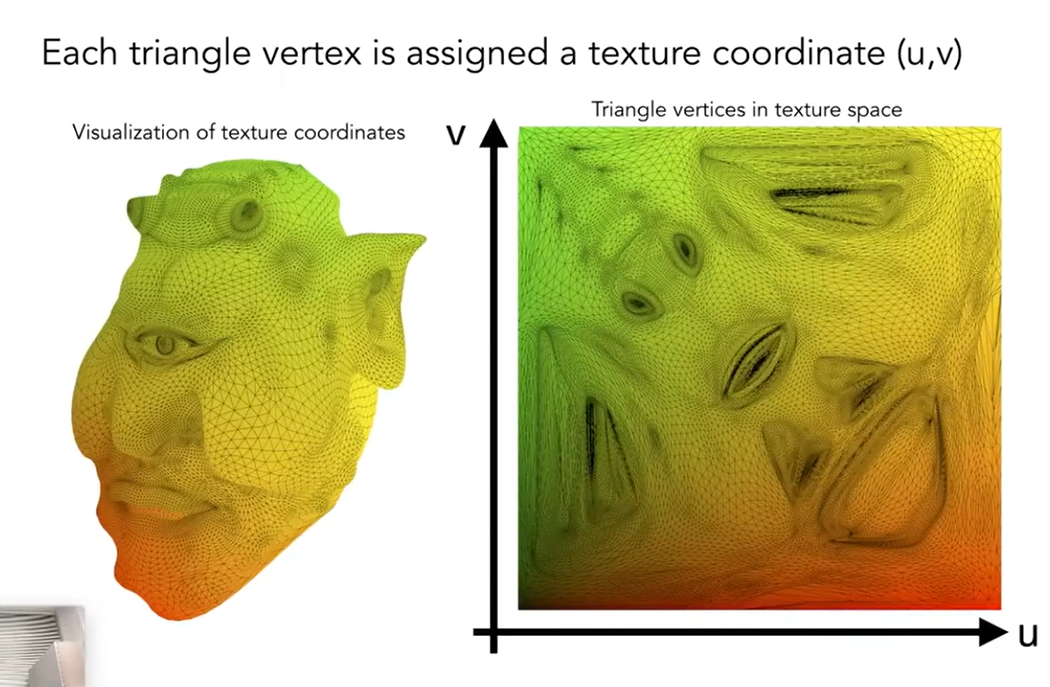 Each triangle vertex is assigned a texture coordinate (u,v)
Visualization of texture coordinates
Triangle vertices in texture space
v
u